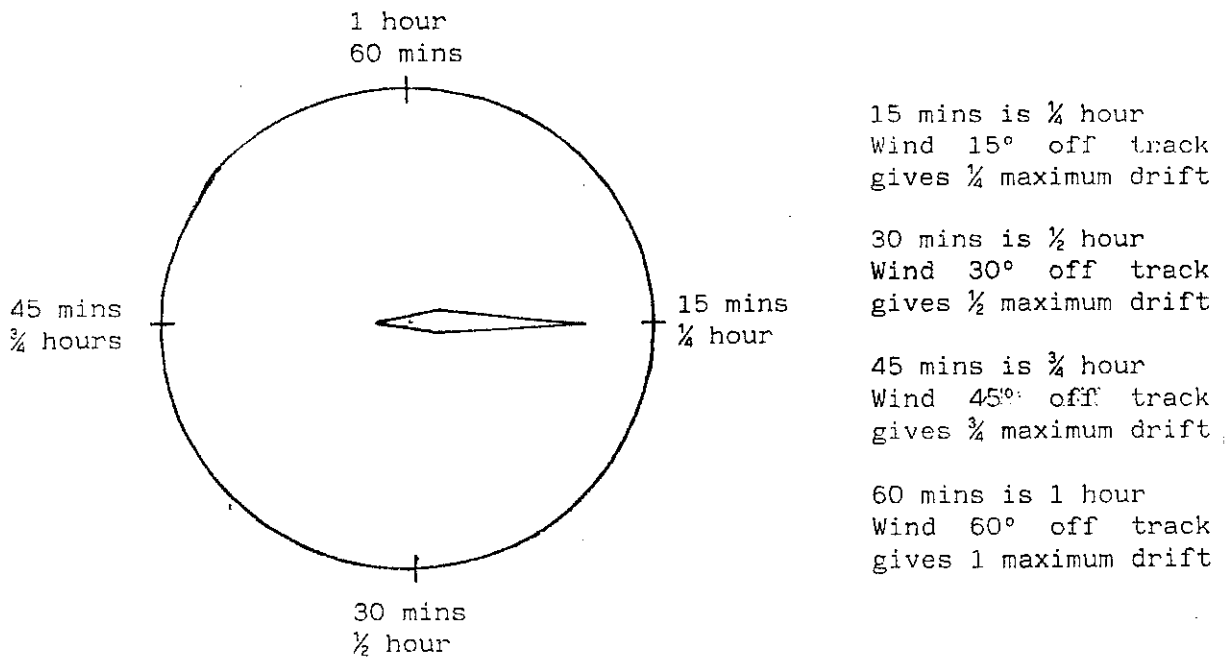 1 hour
60 mins
45 mins
¾ hours
15 mins
¼ hour
30 mins
½ hour
15 mins is ¼ hour
Wind 15° off track
gives ¼ maximum drift
30 mins is ½ hour
Wind 30° off track
gives ½ maximum drift
45 mins is ¾ hour
Wind 45° off track
gives ¾ maximum drift
60 mins is 1 hour
Wind 60° off track
gives 1 maximum drift